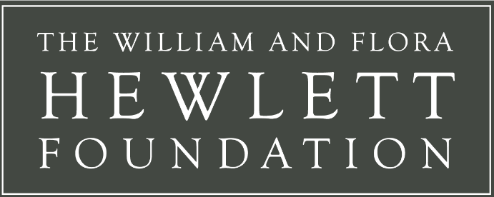 THE WILLIAM AND FLORA
HEWLETT
FOUNDATION